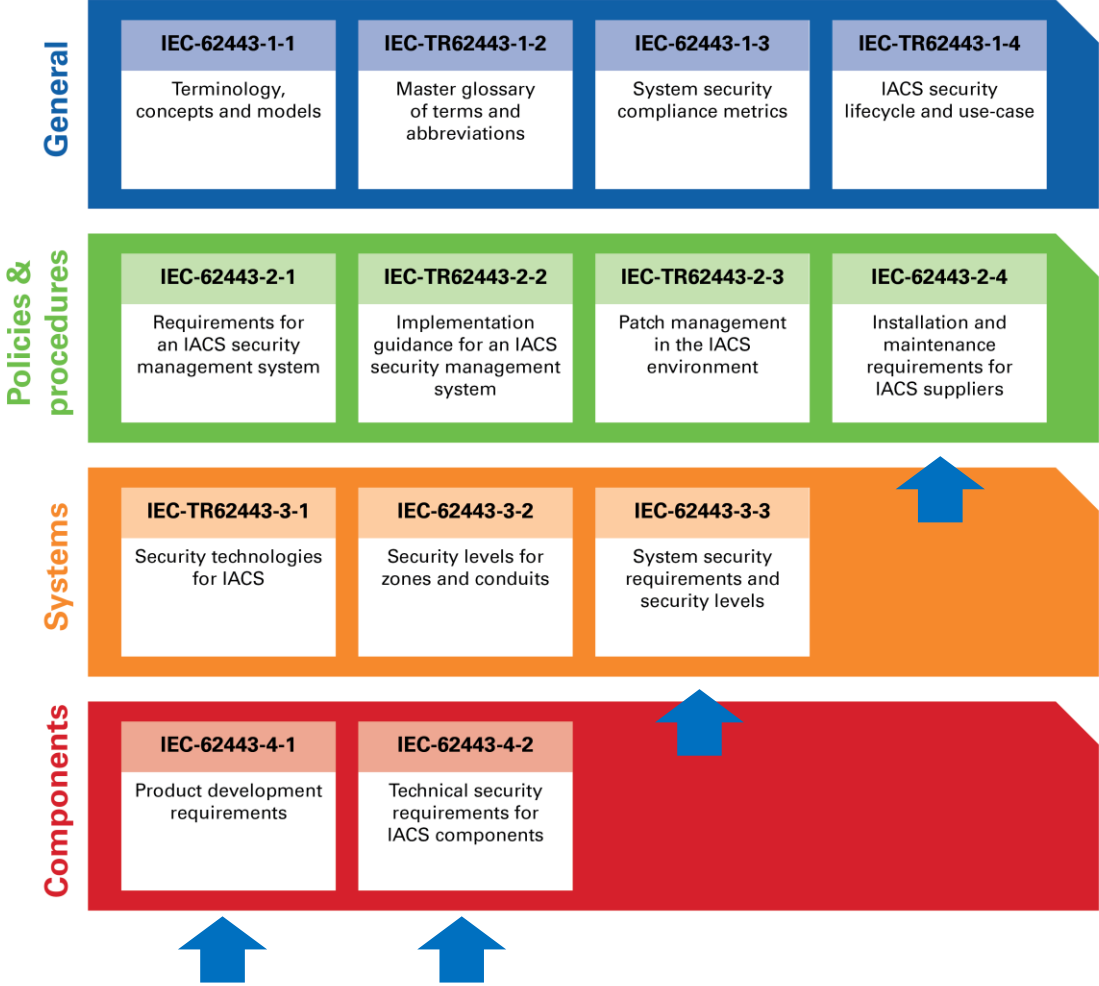 General
IEC-62443-1-1
Terminology,
concepts and models
IEC-TR62443-1-2
Master glossary
of terms and
abbreviations
IEC-62443-1-3
System security
compliance metrics
IEC-TR62443-1-4
IACS security
lifecycle and use-case
Policies &
procedures
IEC-62443-2-1
Requirements for
an IACS security
management system
IEC-TR62443-2-2
Implementation
guidance for an IACS
security management
system
IEC-TR62443-2-3
Patch management
in the IACS
environment
IEC-62443-2-4
Installation and
maintenance
requirements for
IACS suppliers
Systems
IEC-TR62443-3-1
Security technologies
for IACS
IEC-62443-3-2
Security levels for
zones and conduits
IEC-62443-3-3
System security
requirements and
security levels
Components
IEC-62443-4-1
Product development
requirements
IEC-62443-4-2
Technical security
requirements for
IACS components